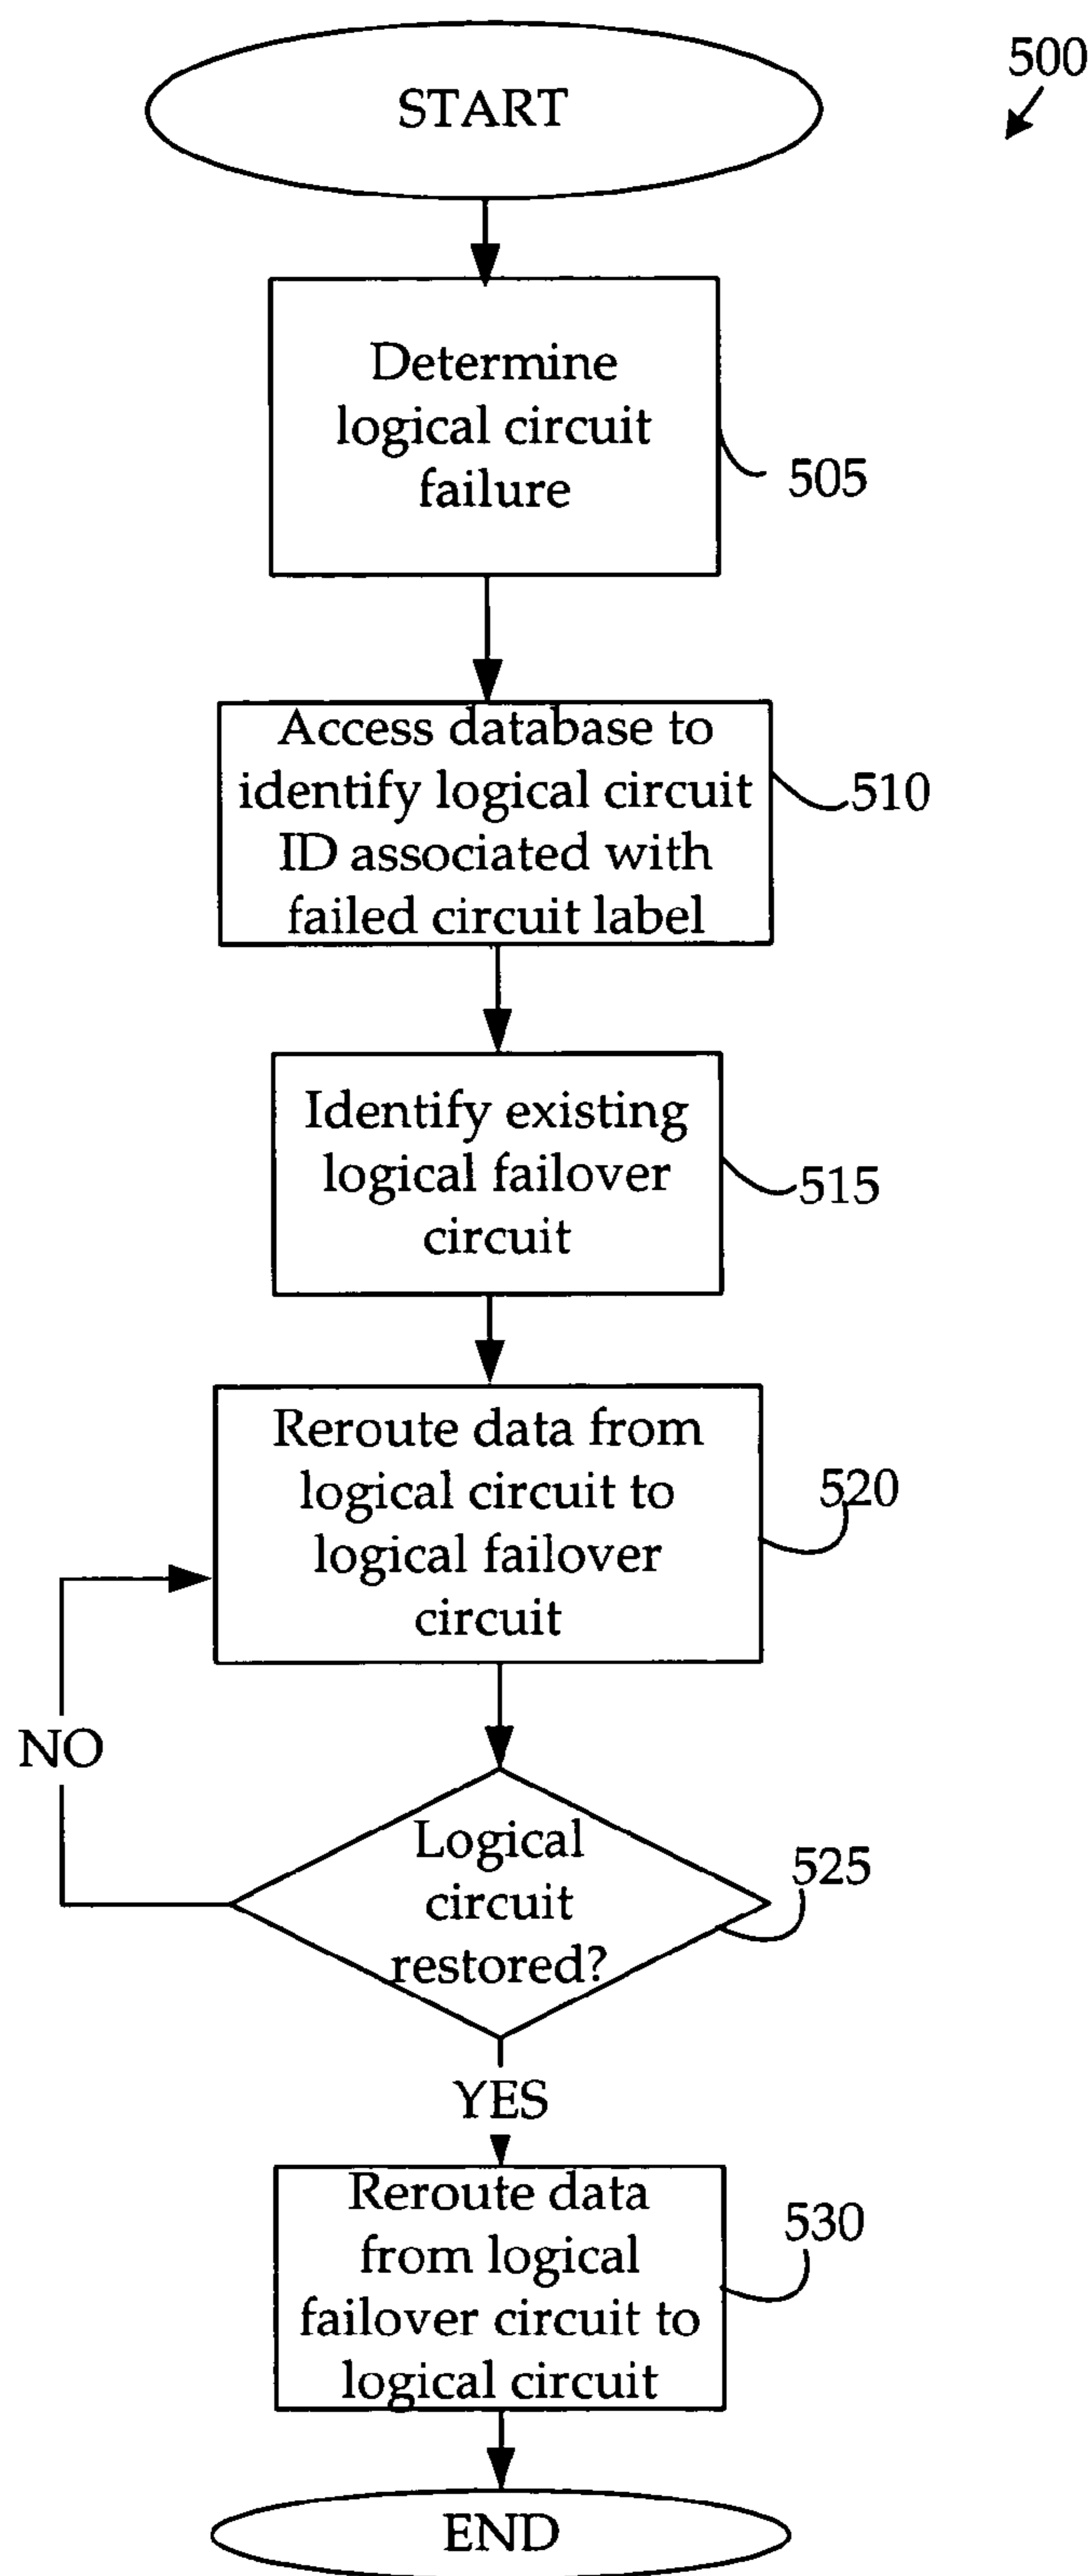 500
START
Determine
logical circuit
failure
505
Access database to
identify logical circuit
ID associated with
failed circuit label
510
Identify existing
logical failover
circuit
515
Reroute data from
logical circuit to
logical failover
circuit
520
NO
Logical
circuit
restored?
525
YES
Reroute data
from logical
failover circuit to
logical circuit
530
END